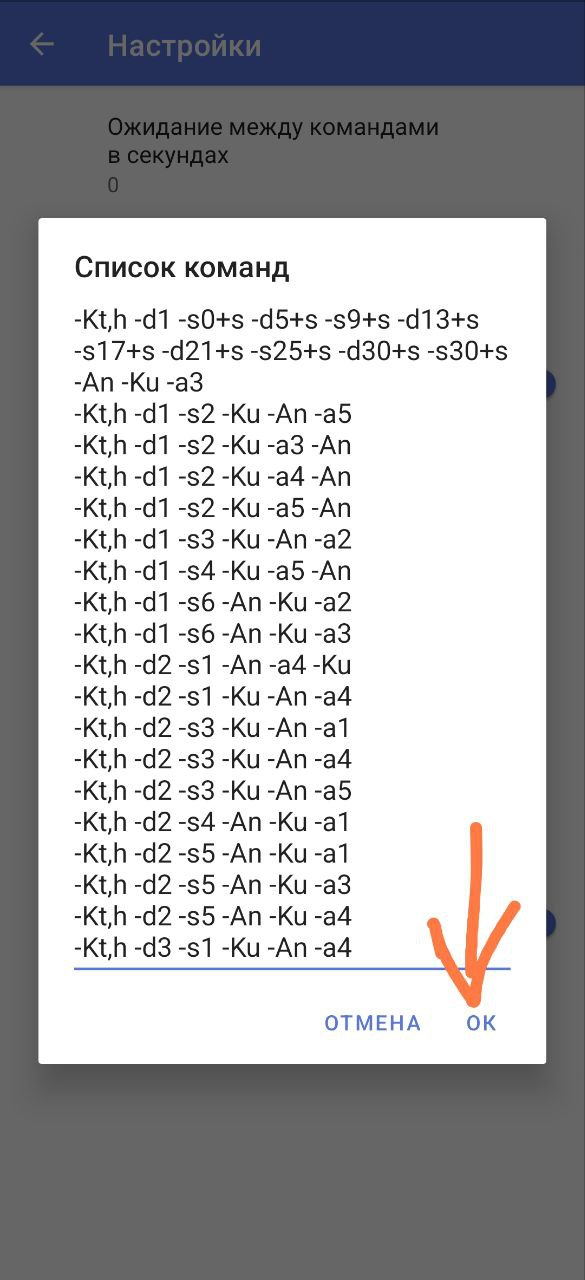 Настройки
Ожидание между командами
в секундах
0
Список команд
-Kt,h -d1 -s0+s -d5+s -s9+s -d13+s
-s17+s -d21+s -s25+s -d30+s -s30+s
-An -Ku -a3
-Kt,h -d1 -s2 -Ku -An -a5
-Kt,h -d1 -s2 -Ku -a3 -An
-Kt,h -d1 -s2 -Ku -a4 -An
-Kt,h -d1 -s2 -Ku -a5 -An
-Kt,h -d1 -s3 -Ku -An -a2
-Kt,h -d1 -s4 -Ku -a5 -An
-Kt,h -d1 -s6 -An -Ku -a2
-Kt,h -d1 -s6 -An -Ku -a3
-Kt,h -d2 -s1 -An -a4 -Ku
-Kt,h -d2 -s1 -Ku -An -a4
-Kt,h -d2 -s3 -Ku -An -a1
-Kt,h -d2 -s3 -Ku -An -a4
-Kt,h -d2 -s3 -Ku -An -a5
-Kt,h -d2 -s4 -An -Ku -a1
-Kt,h -d2 -s5 -An -Ku -a1
-Kt,h -d2 -s5 -An -Ku -a3
-Kt,h -d2 -s5 -An -Ku -a4
-Kt,h -d3 -s1 -Ku -An -a4
ОТМЕНА ОК